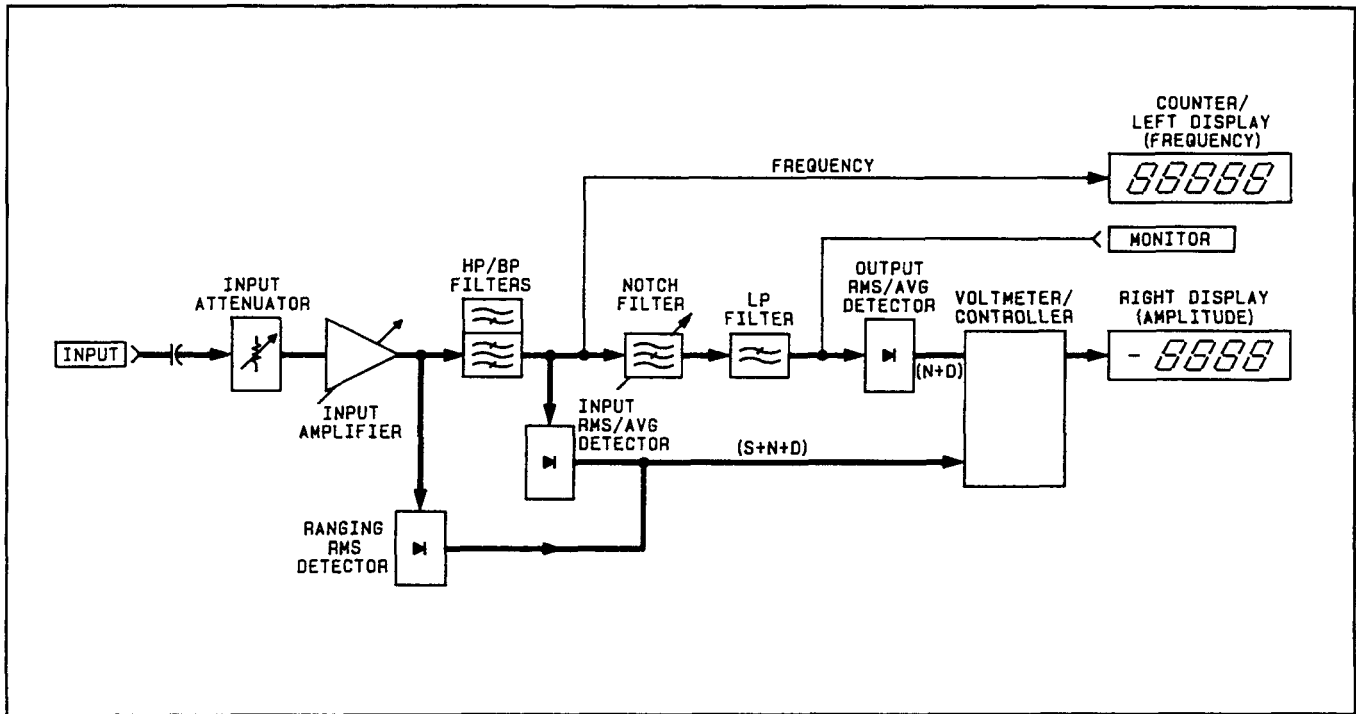 COUNTER/
LEFT DISPLAY
(FREQUENCY)
88888
FREQUENCY
MONITOR
HP/BP
FILTERS
NOTCH
FILTER
LP
FILTER
OUTPUT
RMS/AVG
DETECTOR
VOLTMETER/
CONTROLLER
RIGHT DISPLAY
(AMPLITUDE)
- 8888
INPUT
ATTENUATOR
INPUT
(N+D)
INPUT
AMPLIFIER
INPUT
RMS/AVG
DETECTOR
(S+N+D)
RANGING
RMS
DETECTOR